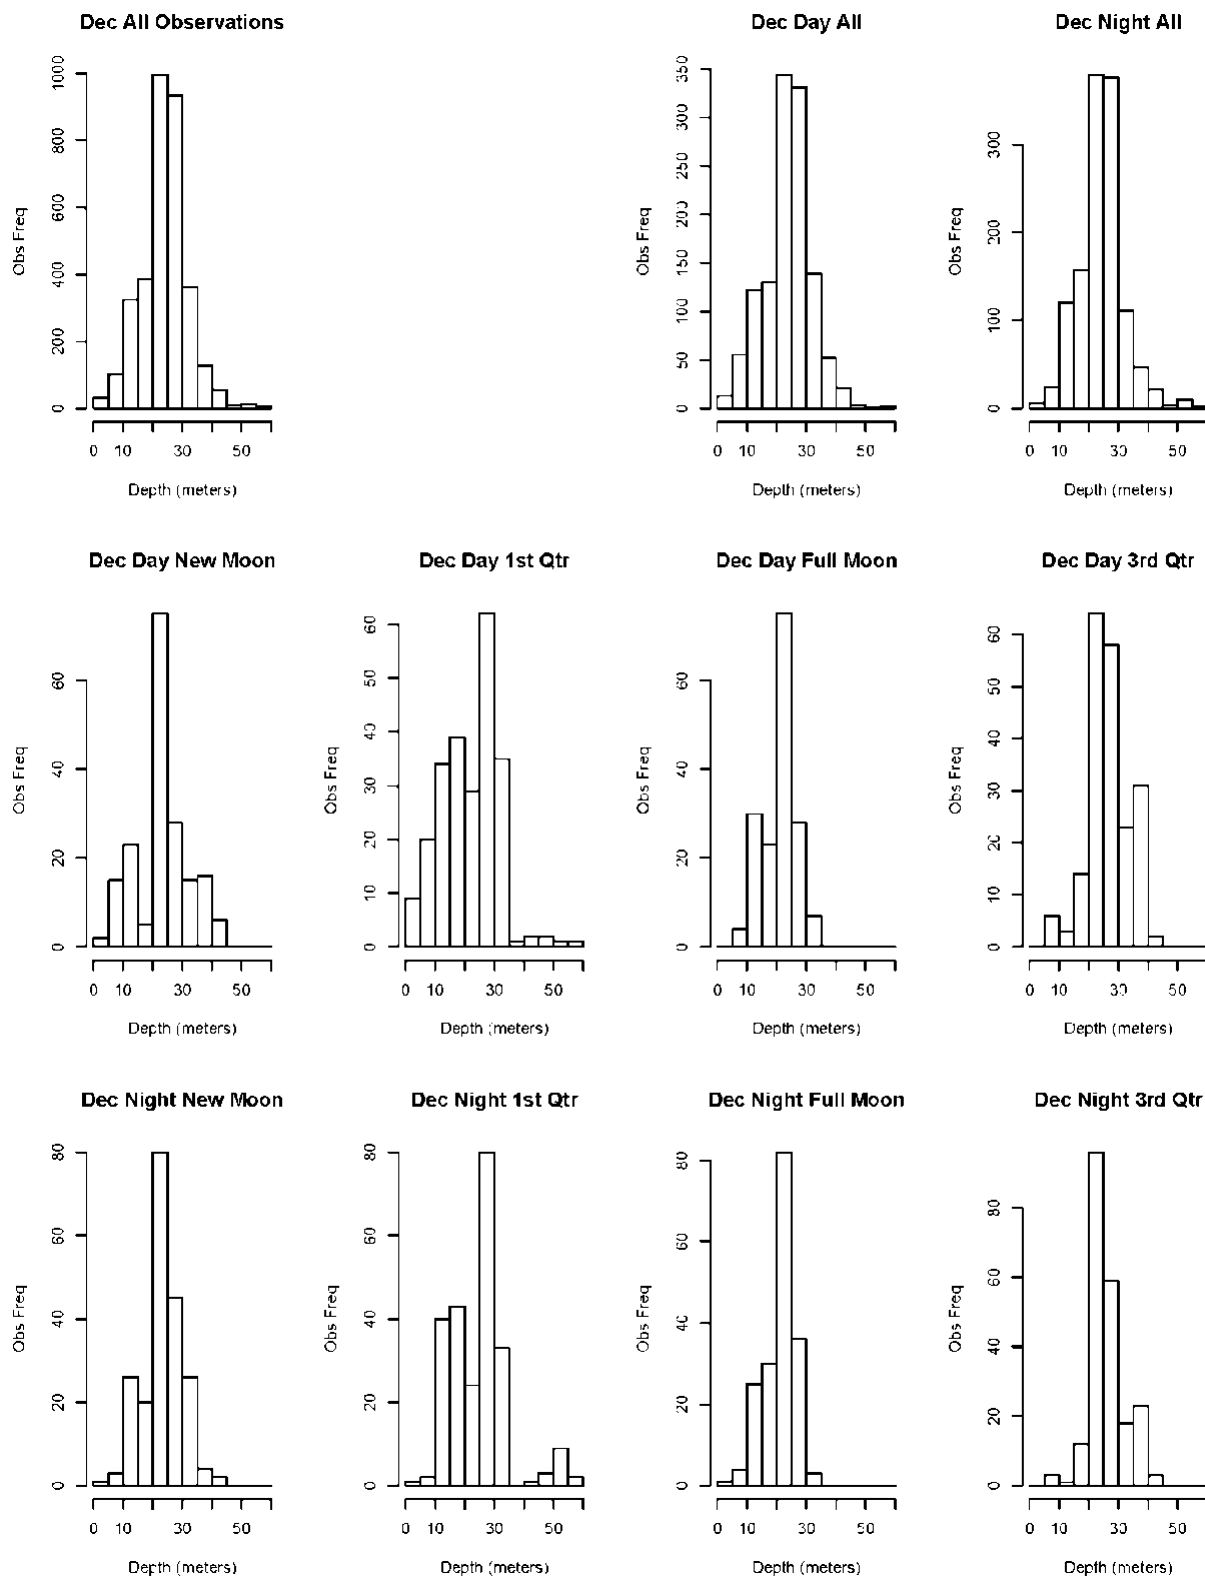 Dec All Observations
Obs Freq
0 200 400 600 800 1000
0 10 30 50
Depth (meters)
Dec Day All
Obs Freq
0 50 100 150 200 250 300 350
0 10 30 50
Depth (meters)
Dec Night All
Obs Freq
0 100 200 300
0 10 30 50
Depth (meters)
Dec Day New Moon
Obs Freq
0 20 40 60
0 10 30 50
Depth (meters)
Dec Day 1st Qtr
Obs Freq
0 10 20 30 40 50 60
0 10 30 50
Depth (meters)
Dec Day Full Moon
Obs Freq
0 20 40 60
0 10 30 50
Depth (meters)
Dec Day 3rd Qtr
Obs Freq
0 10 20 30 40 50 60
0 10 30 50
Depth (meters)
Dec Night New Moon
Obs Freq
0 20 40 60 80
0 10 30 50
Depth (meters)
Dec Night 1st Qtr
Obs Freq
0 20 40 60 80
0 10 30 50
Depth (meters)
Dec Night Full Moon
Obs Freq
0 20 40 60 80
0 10 30 50
Depth (meters)
Dec Night 3rd Qtr
Obs Freq
0 20 40 60 80
0 10 30 50
Depth (meters)